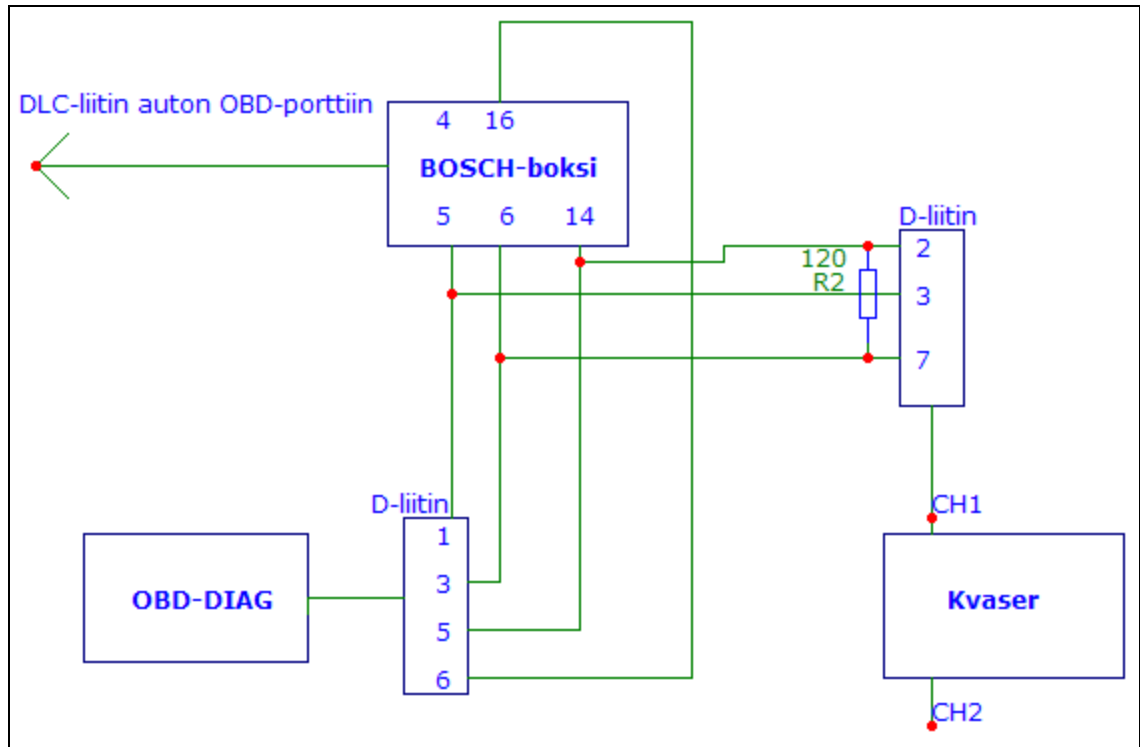 DLC-liitin auton OBD-porttiin
4 16
BOSCH-boksi
5 6 14
D-liitin
2
120
R2
3
7
D-liitin
CH1
1
3
OBD-DIAG
Kvaser
5
6
CH2